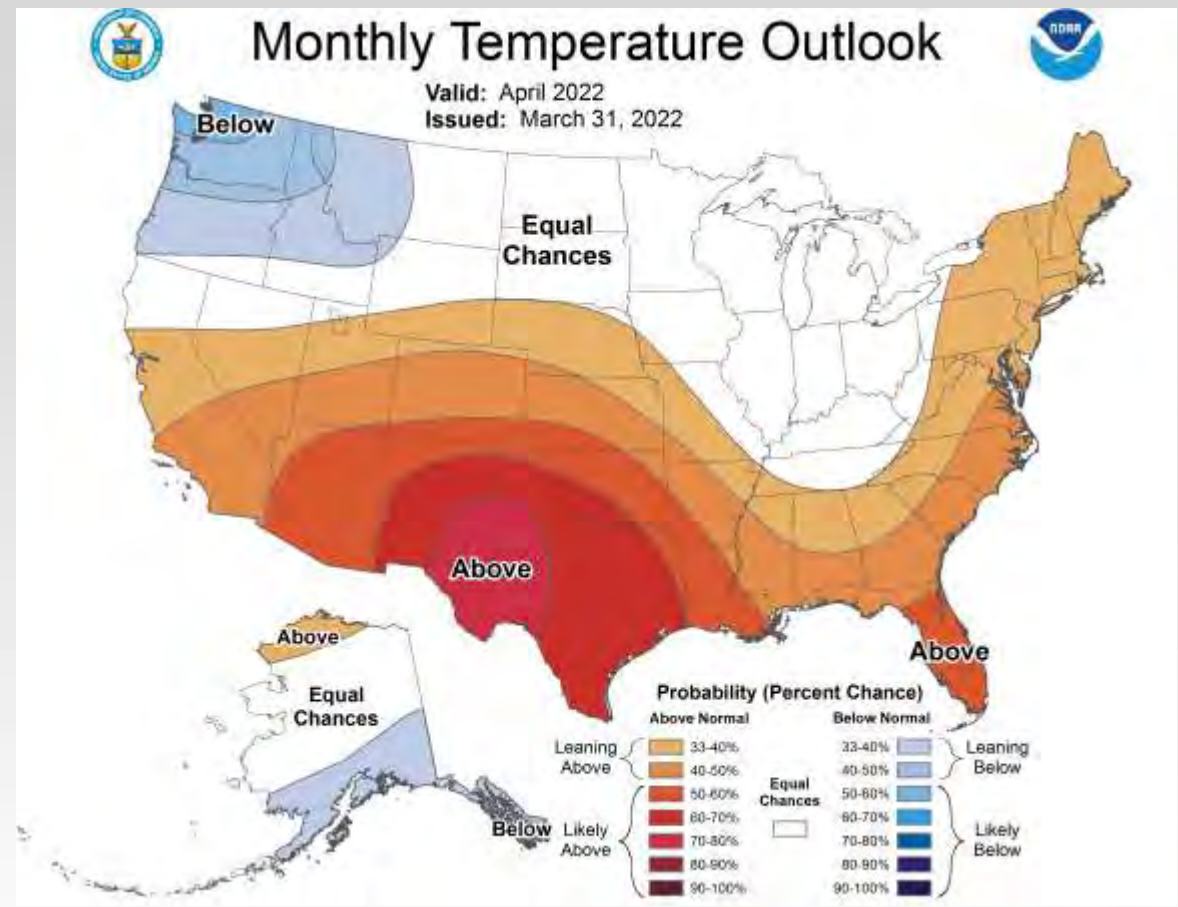 Monthly Temperature Outlook
NOAA
Valid: April 2022
Issued: March 31, 2022
Below
Equal
Chances
Above
Above
Above
Equal
Chances
Below
Probability (Percent Chance)
Above Normal
Below Normal
Leaning
Above
33-40%
40-50%
Likely
Above
50-60%
60-70%
70-80%
80-90%
90-100%
Equal
Chances
33-40%
40-50%
Leaning
Below
50-60%
60-70%
70-80%
80-90%
90-100%
Likely
Below